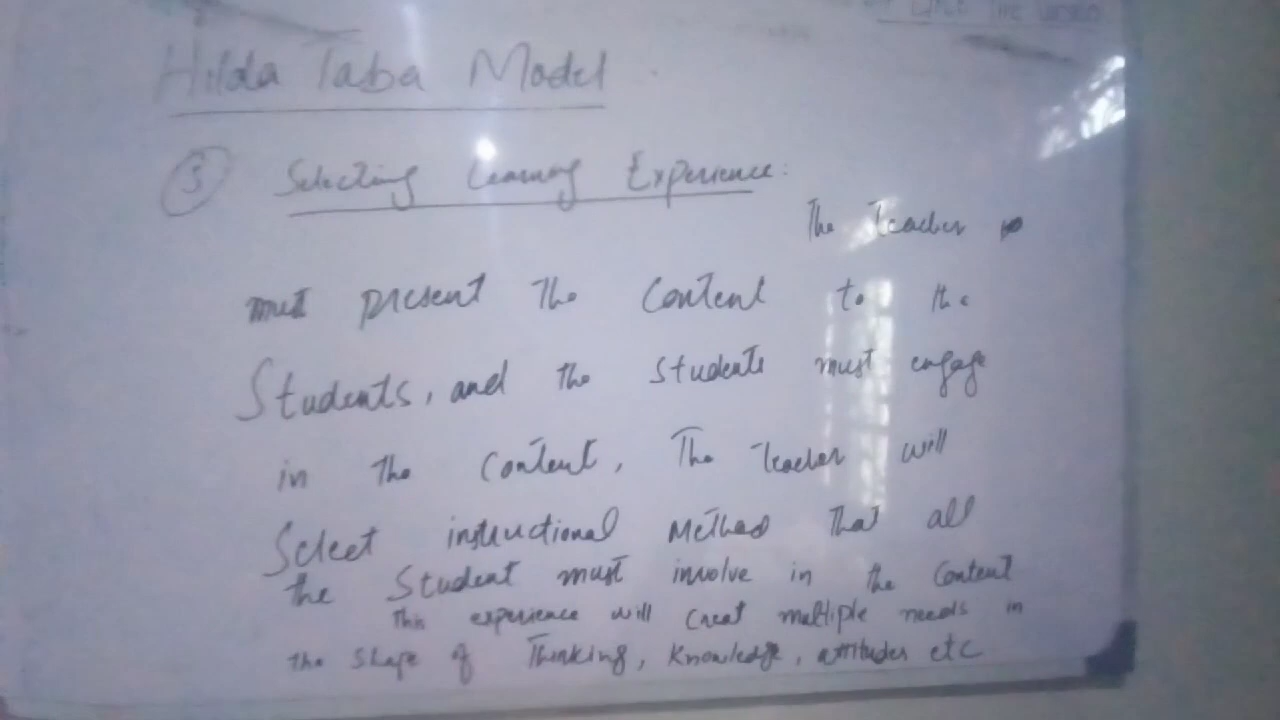 Hilda Taba Model
5 Selecting Learning Experience:
The Teacher
must present The Content to the
Students, and the students must engage
in the content, The Teacher will
Select instructional Method that all
the Student must involve in the Content
This experience will creat multiple needs in
the shape of Thinking, Knowledge, attitudes etc